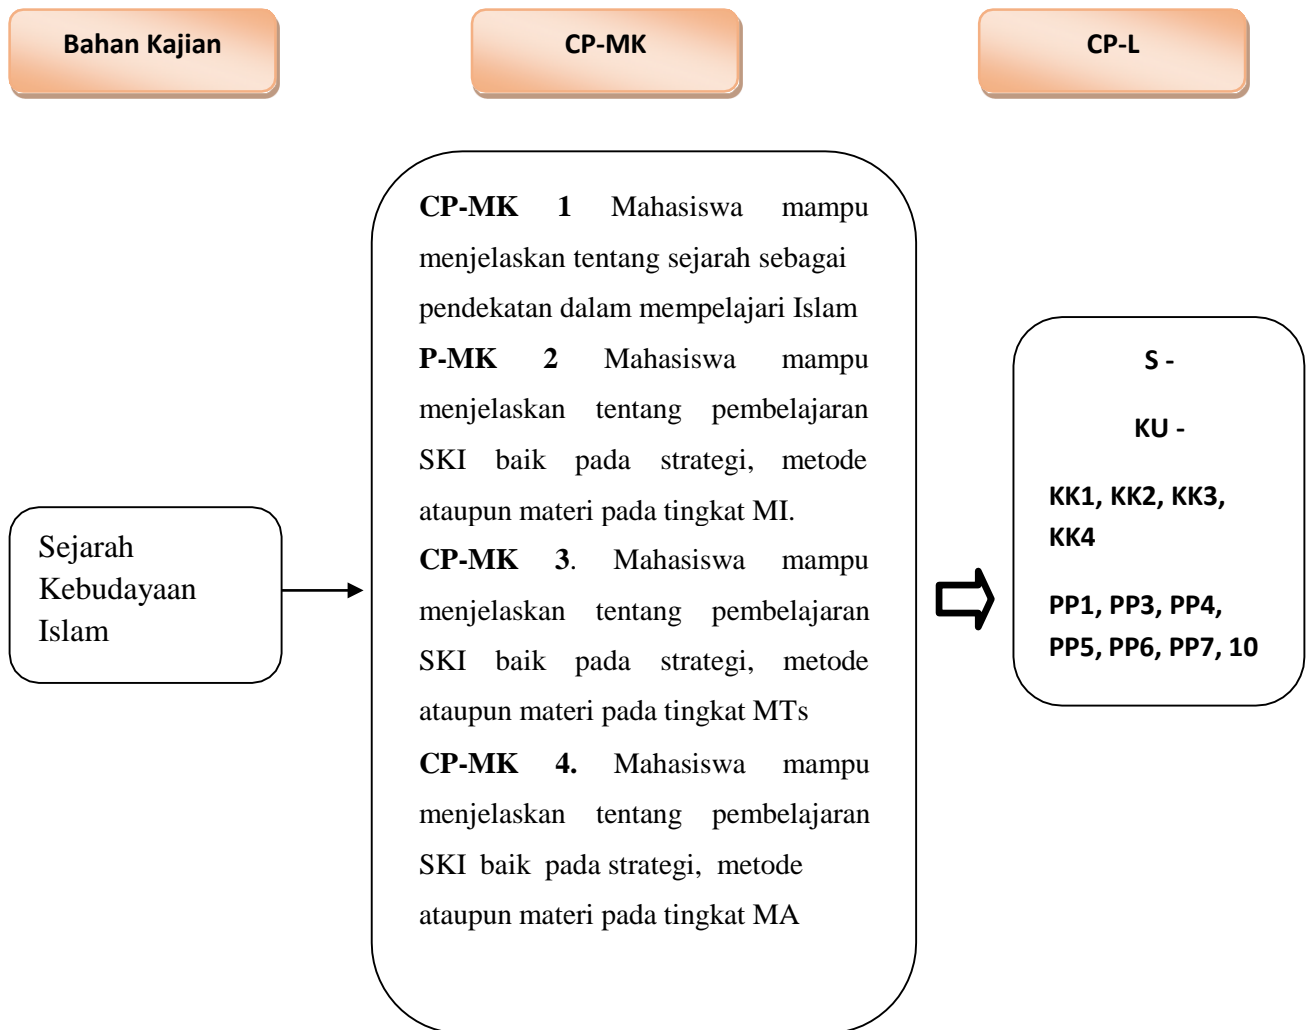 Bahan Kajian
CP-MK
CP-L
Sejarah
Kebudayaan
Islam
CP-MK 1 Mahasiswa mampu
menjelaskan tentang sejarah sebagai
pendekatan dalam mempelajari Islam
P-MK 2 Mahasiswa mampu
menjelaskan tentang pembelajaran
SKI baik pada strategi, metode
ataupun materi pada tingkat MI.
CP-MK 3. Mahasiswa mampu
menjelaskan tentang pembelajaran
SKI baik pada strategi, metode
ataupun materi pada tingkat MTs
CP-MK 4. Mahasiswa mampu
menjelaskan tentang pembelajaran
SKI baik pada strategi, metode
ataupun materi pada tingkat MA
S -
KU -
KK1, KK2, KK3,
KK4
PP1, PP3, PP4,
PP5, PP6, PP7, 10